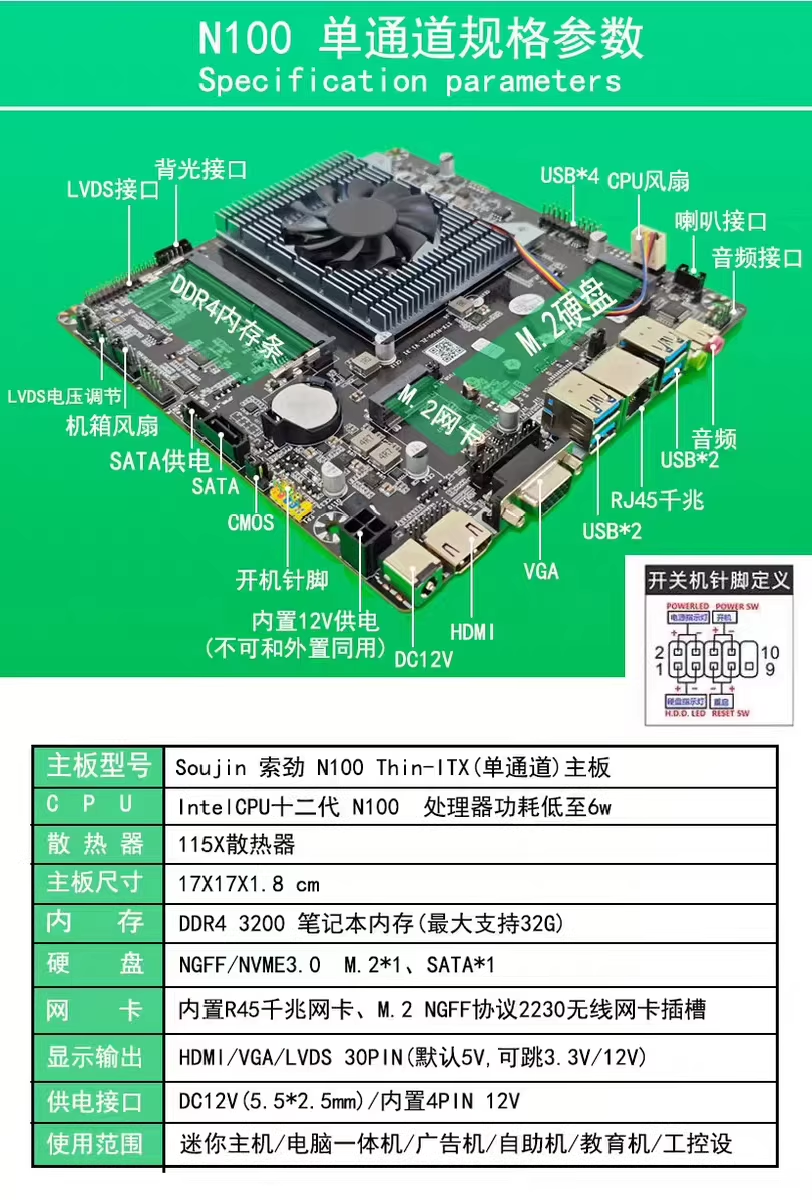 N100 单通道规格参数
Specification parameters
背光接口
LVDS接口
USB*4
CPU风扇
喇叭接口
音频接口
DDR4内存条
M.2硬盘
M.2网卡
LVDS电压调节
机箱风扇
SATA供电
SATA
CMOS
开机针脚
内置12V供电
(不可和外置同用)
DC12V
HDMI
VGA
USB*2
RJ45千兆
USB*2
音频
开关机针脚定义
POWERLED POWER SW
电源指示灯 开机
+ - + -
2 10
1 9
+ - - +
硬盘指示灯 重启
H.D.D. LED RESET SW
主板型号 Soujin 索劲 N100 Thin-ITX(单通道)主板
C P U IntelCPU十二代 N100 处理器功耗低至6w
散 热 器 115X散热器
主板尺寸 17X17X1.8 cm
内 存 DDR4 3200 笔记本内存(最大支持32G)
硬 盘 NGFF/NVME3.0 M.2*1、SATA*1
网 卡 内置R45千兆网卡、M.2 NGFF协议2230无线网卡插槽
显示输出 HDMI/VGA/LVDS 30PIN(默认5V,可跳3.3V/12V)
供电接口 DC12V(5.5*2.5mm)/内置4PIN 12V
使用范围 迷你主机/电脑一体机/广告机/自助机/教育机/工控设